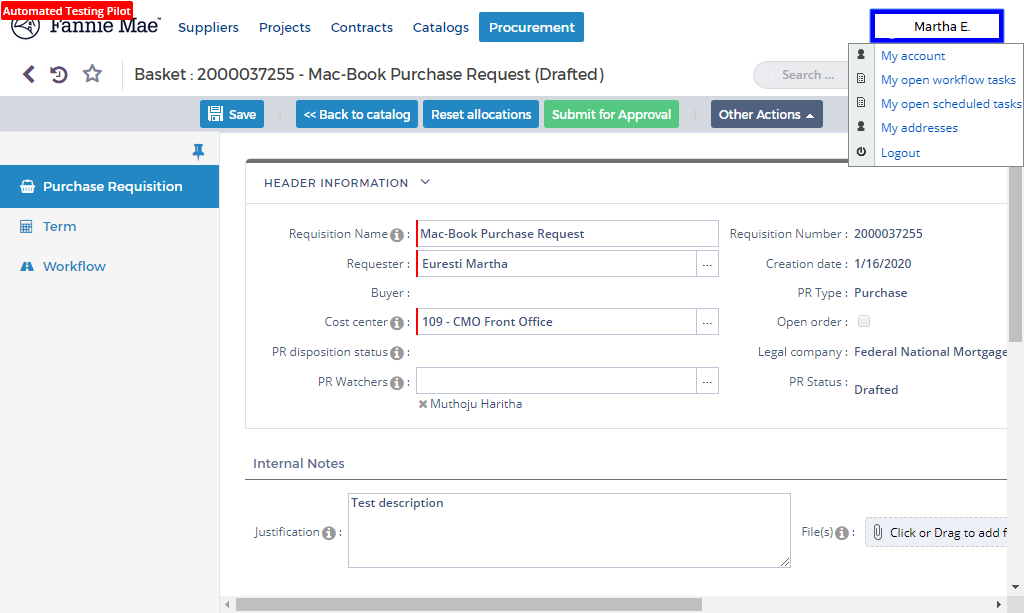 Automated Testing Pilot
Fannie Mae™
Suppliers Projects Contracts Catalogs Procurement
Martha E.
My account
My open workflow tasks
My open scheduled tasks
My addresses
Logout
Basket : 2000037255 - Mac-Book Purchase Request (Drafted)
Search ...
Save
<< Back to catalog
Reset allocations
Submit for Approval
Other Actions
Purchase Requisition
Term
Workflow
HEADER INFORMATION
Requisition Name : Mac-Book Purchase Request
Requisition Number : 2000037255
Requester : Euresti Martha ...
Creation date : 1/16/2020
Buyer :
PR Type : Purchase
Cost center : 109 - CMO Front Office ...
Open order :
PR disposition status :
Legal company : Federal National Mortgage
PR Watchers : ...
Muthoju Haritha
PR Status : Drafted
Internal Notes
Justification : Test description
File(s) : Click or Drag to add f